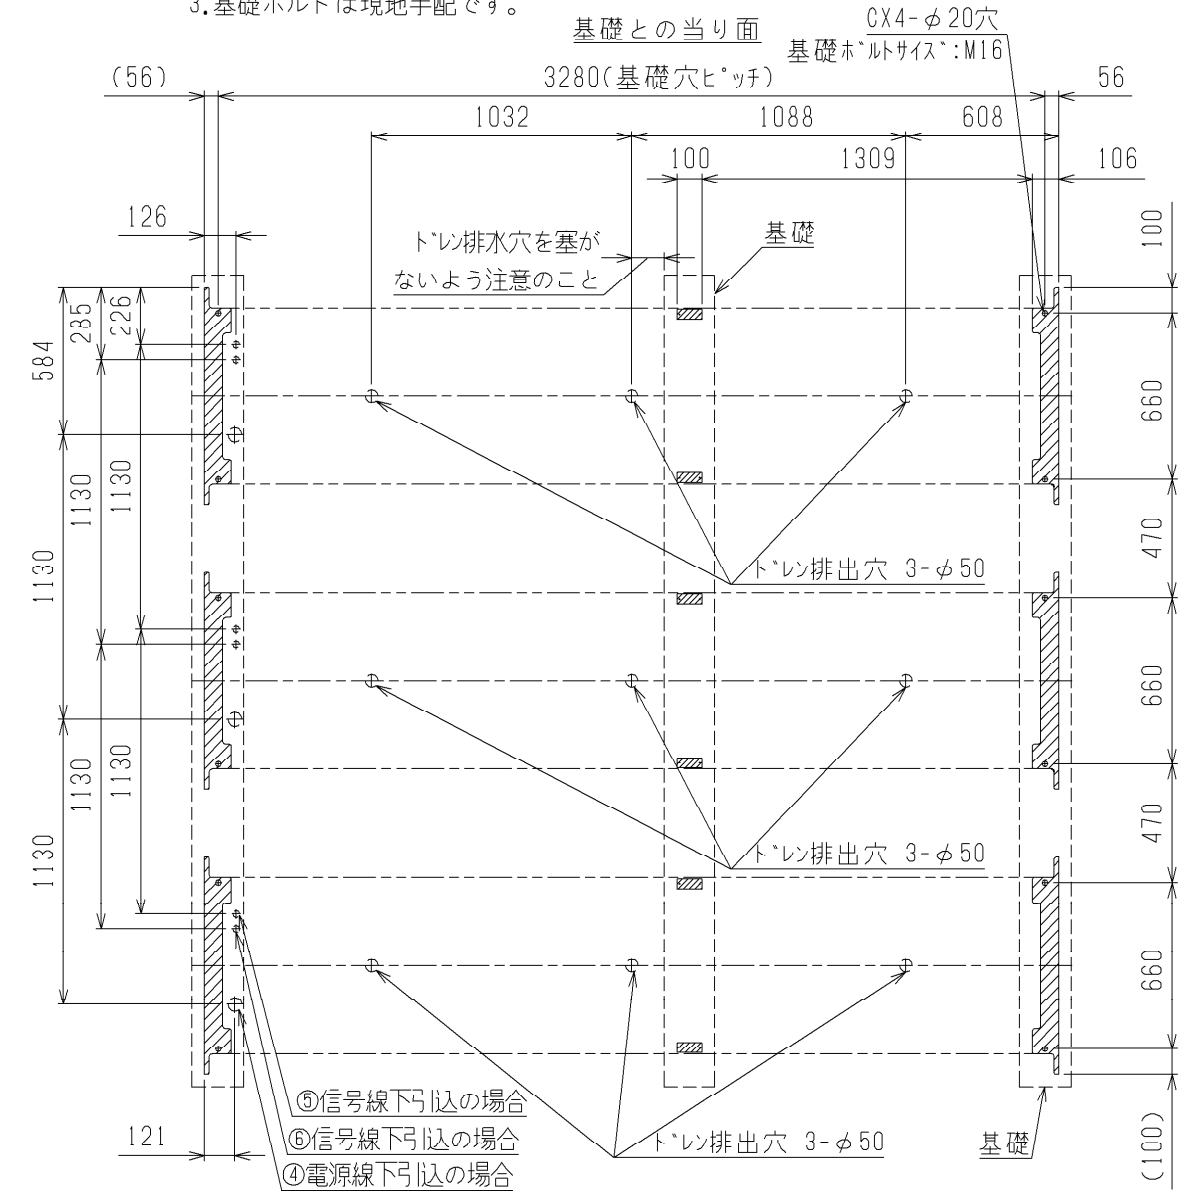 3.基礎ボルトは現地手配です。
基礎との当り面
CX4-φ20穴
基礎ボルトサイズ:M16
(56)
3280(基礎穴ピッチ)
56
1032
1088
608
100
1309
106
126
ドレン排水穴を塞が
ないよう注意のこと
基礎
100
584
285
226
660
1130
1130
1130
470
ドレン排出穴 3-φ50
660
1130
1130
1130
470
ドレン排出穴 3-φ50
660
⑤信号線下引込の場合
⑥信号線下引込の場合
④電源線下引込の場合
121
ドレン排出穴 3-φ50
基礎
(100)